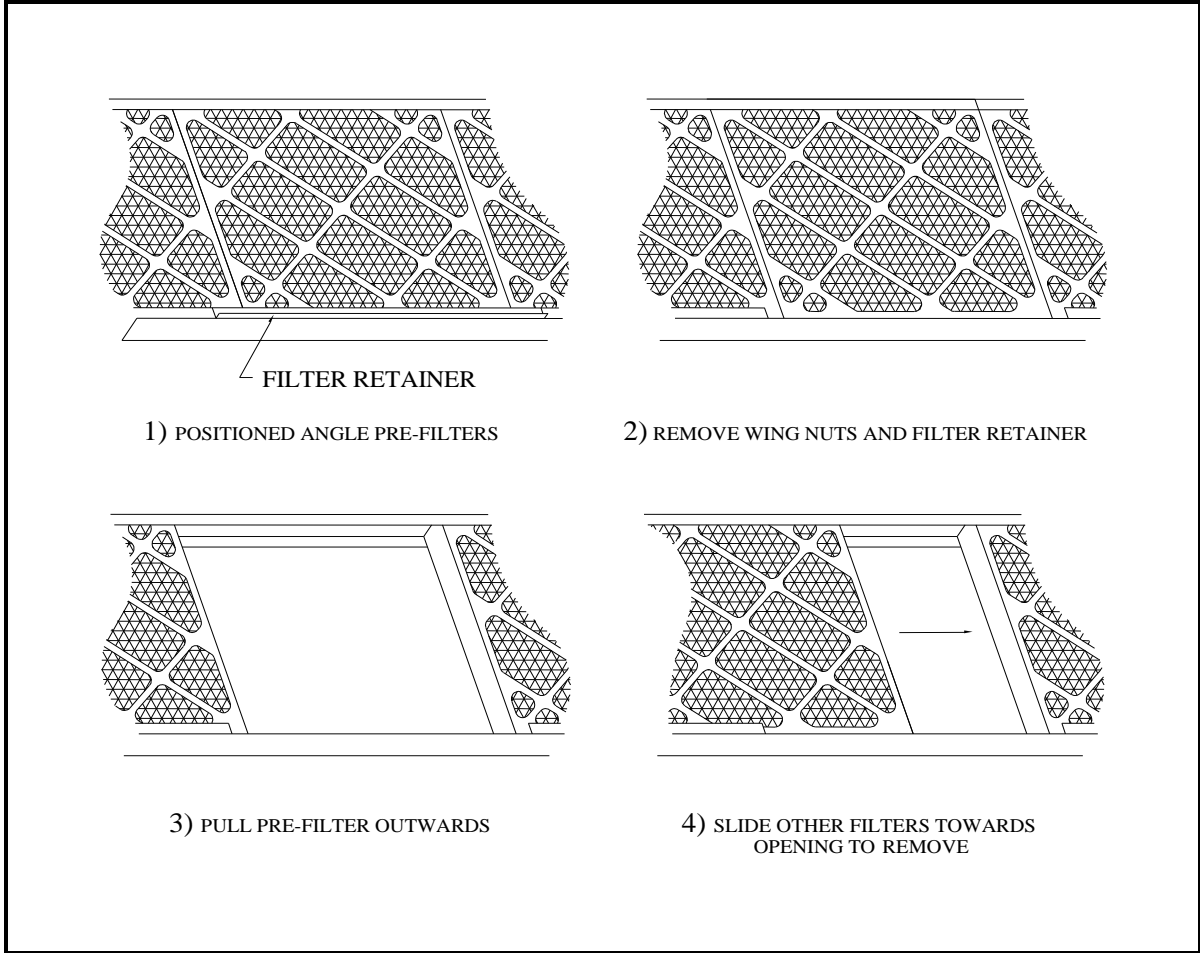 FILTER RETAINER
1) POSITIONED ANGLE PRE-FILTERS
2) REMOVE WING NUTS AND FILTER RETAINER
3) PULL PRE-FILTER OUTWARDS
4) SLIDE OTHER FILTERS TOWARDS
OPENING TO REMOVE